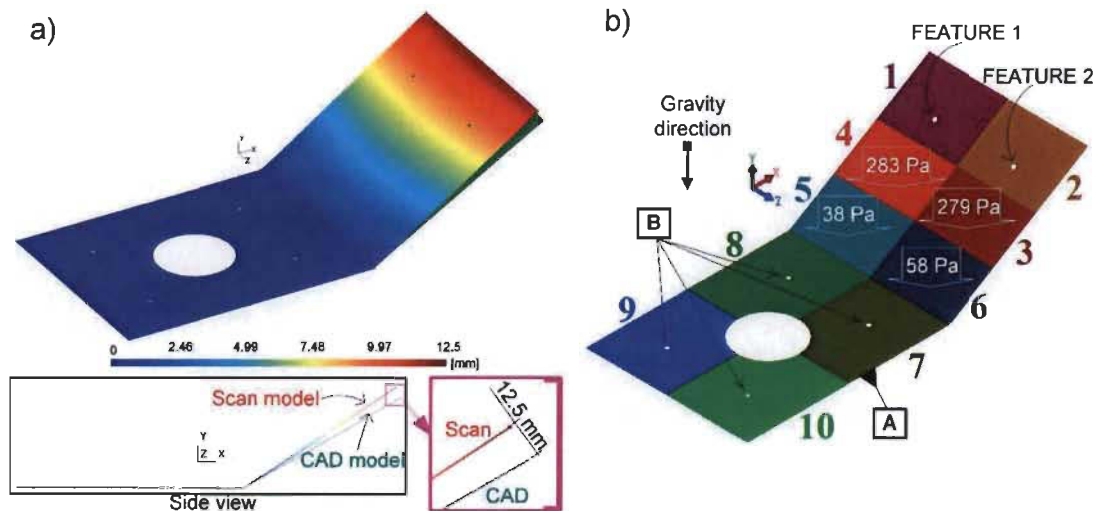 a)
Y
X
Z
0 2.46 4.99 7.48 9.97 12.5
[mm]
Scan model
Y
Z X
CAD model
Side view
12.5 mm
Scan
CAD
b)
FEATURE 1
FEATURE 2
Gravity
direction
Y
X
Z
1
4
283 Pa
5
2
38 Pa
279 Pa
B
8
3
58 Pa
9
6
7
A
10